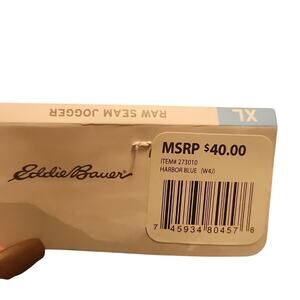 RAW SEAM JOGGER
XL
Eddie Bauer
MSRP $40.00
ITEM# 273010
HARBOR BLUE (W4J)
7 45934 80457 6